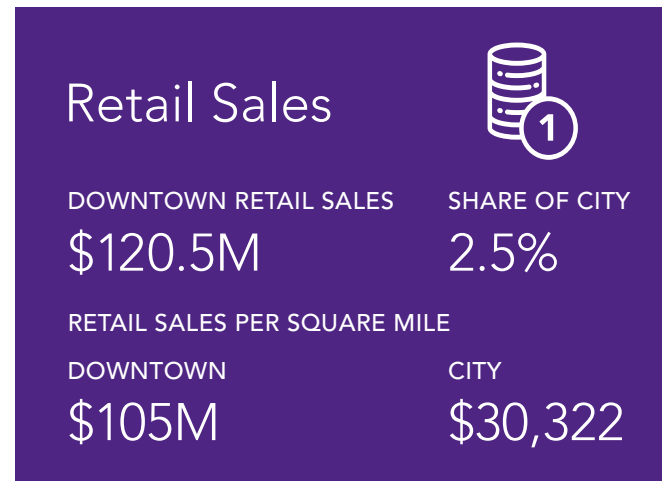 Retail Sales
1
DOWNTOWN RETAIL SALES
SHARE OF CITY
$120.5M
2.5%
RETAIL SALES PER SQUARE MILE
DOWNTOWN
CITY
$105M
$30,322